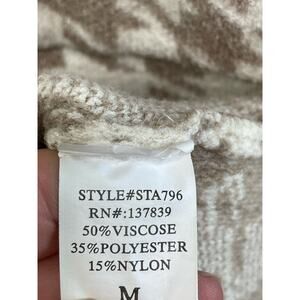 STYLE#STA796
RN#:137839
50%VISCOSE
35%POLYESTER
15%NYLON
M